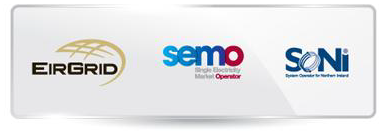 EIRGRID
semo
Single Electricity
Market Operator
SONi
System Operator for Northern Ireland